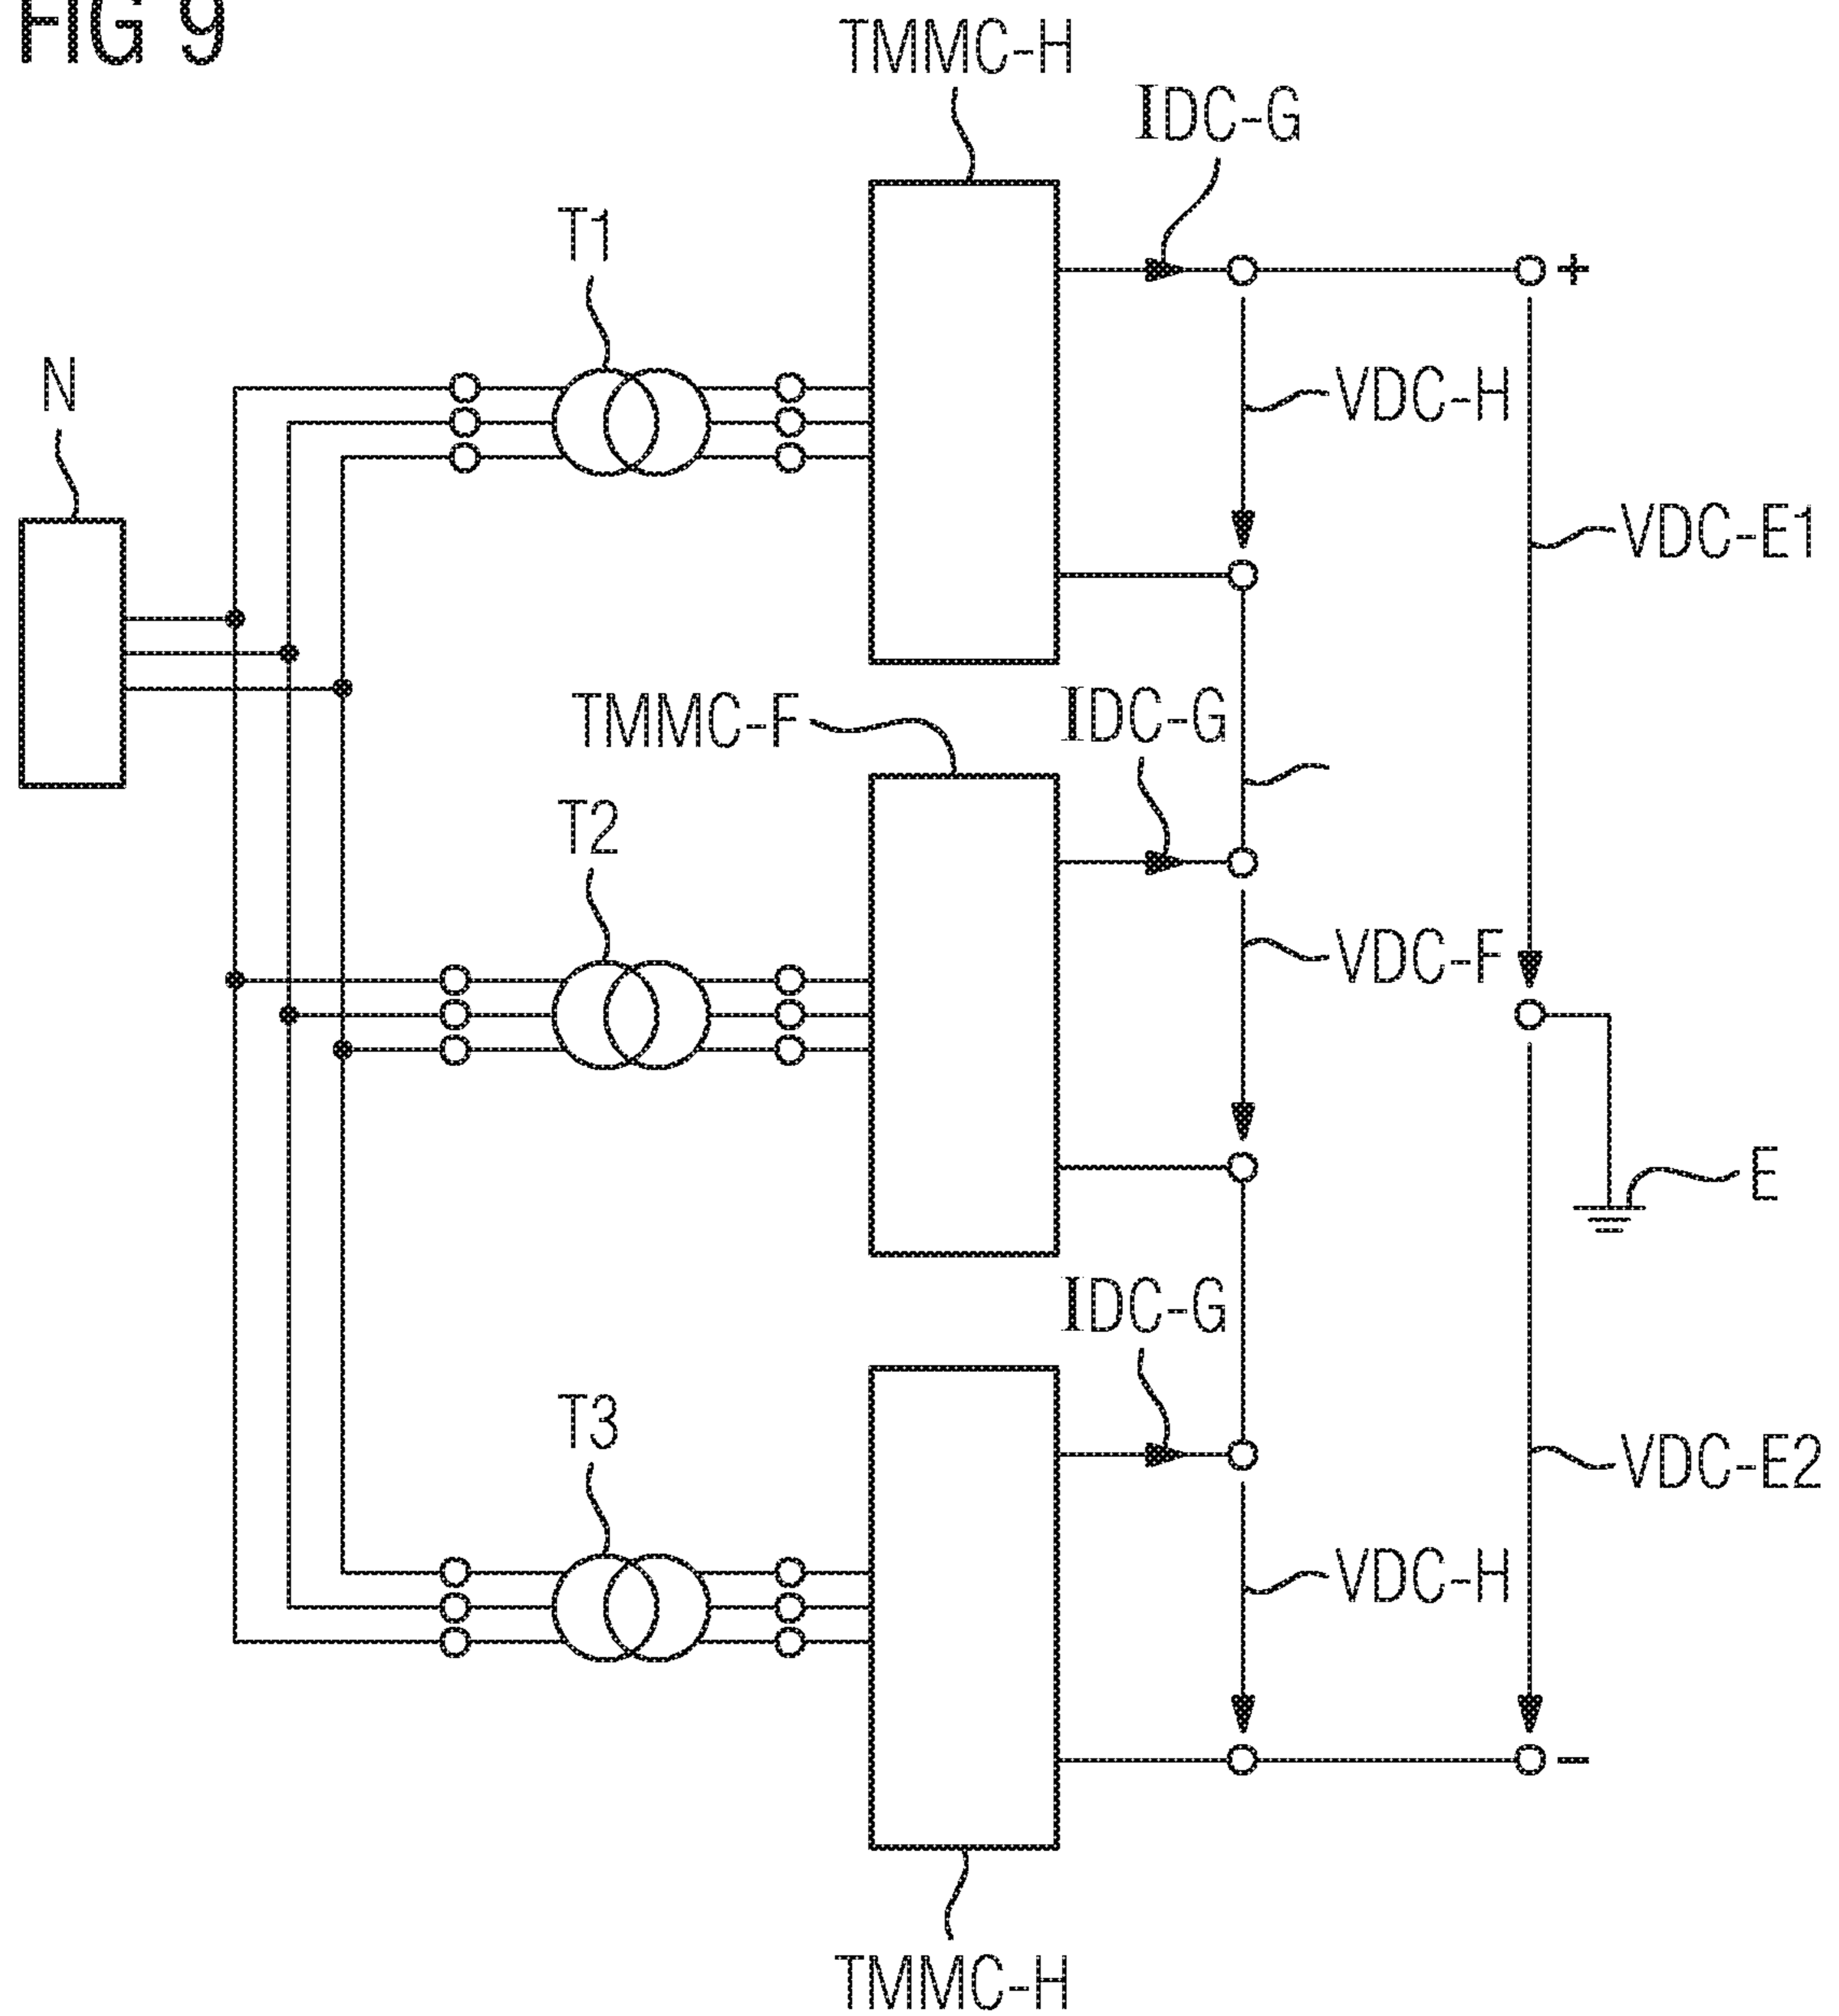 FIG 9
TMMC-H
IDC-G
T1
+
N
VDC-H
VDC-E1
TMMC-F
IDC-G
T2
VDC-F
E
IDC-G
T3
VDC-E2
VDC-H
−
TMMC-H